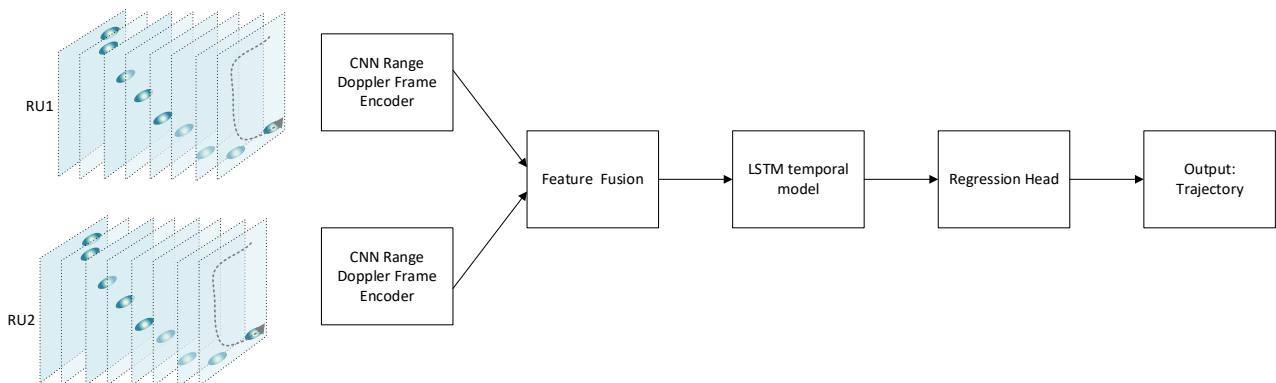 RU1
CNN Range
Doppler Frame
Encoder
Feature Fusion
LSTM temporal
model
Regression Head
Output:
Trajectory
RU2
CNN Range
Doppler Frame
Encoder